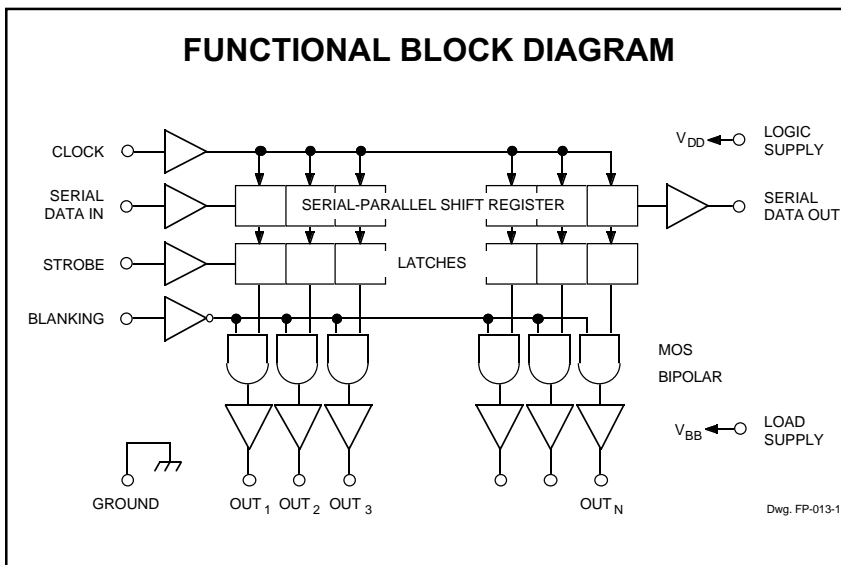 FUNCTIONAL BLOCK DIAGRAM
CLOCK
V_DD
LOGIC
SUPPLY
SERIAL
DATA IN
SERIAL-PARALLEL SHIFT REGISTER
SERIAL
DATA OUT
STROBE
LATCHES
BLANKING
MOS
BIPOLAR
V_BB
LOAD
SUPPLY
GROUND
OUT_1
OUT_2
OUT_3
OUT_N
Dwg. FP-013-1